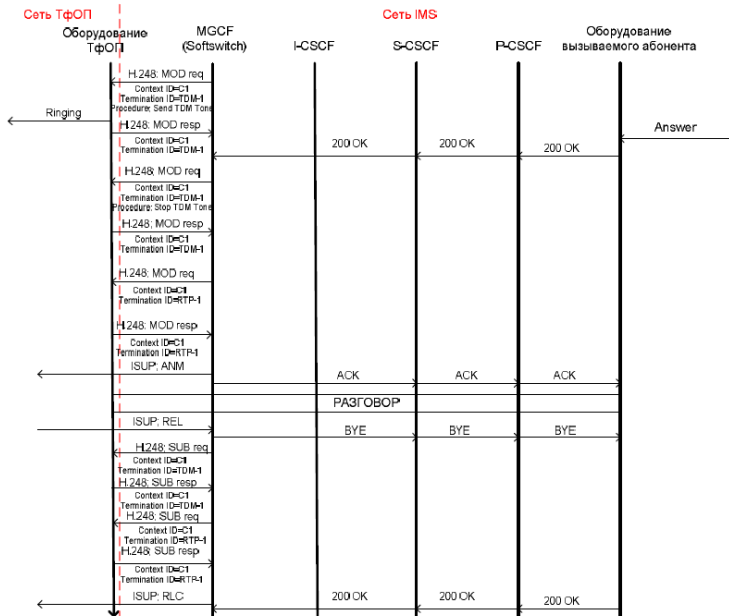 Сеть ТфОП
Сеть IMS
Оборудование
ТфОП
MGCF
(Softswitch)
I-CSCF
S-CSCF
P-CSCF
Оборудование
вызываемого абонента
H.248: MOD req
Context ID=C1
Termination ID=TDM-1
Procedure: Send TDM Tone
Ringing
H.248: MOD resp
Answer
Context ID=C1
Termination ID=TDM-1
200 OK
200 OK
200 OK
H.248; MOD req
Context ID=C1
Termination ID=TDM-1
Procedure: Stop TDM Tone
H.248; MOD resp
Context ID=C1
Termination ID=TDM-1
H.248: MOD req
Context ID=C1
Termination ID=RTP-1
H.248: MOD resp
Context ID=C1
Termination ID=RTP-1
ISUP; ANM
ACK
ACK
ACK
РАЗГОВОР
ISUP; REL
BYE
BYE
BYE
H.248; SUB req
Context ID=C1
Termination ID=TDM-1
H.248; SUB resp
Context ID=C1
Termination ID=TDM-1
H.248: SUB req
Context ID=C1
Termination ID=RTP-1
H.248; SUB resp
Context ID=C1
Termination ID=RTP-1
ISUP: RLC
200 OK
200 OK
200 OK